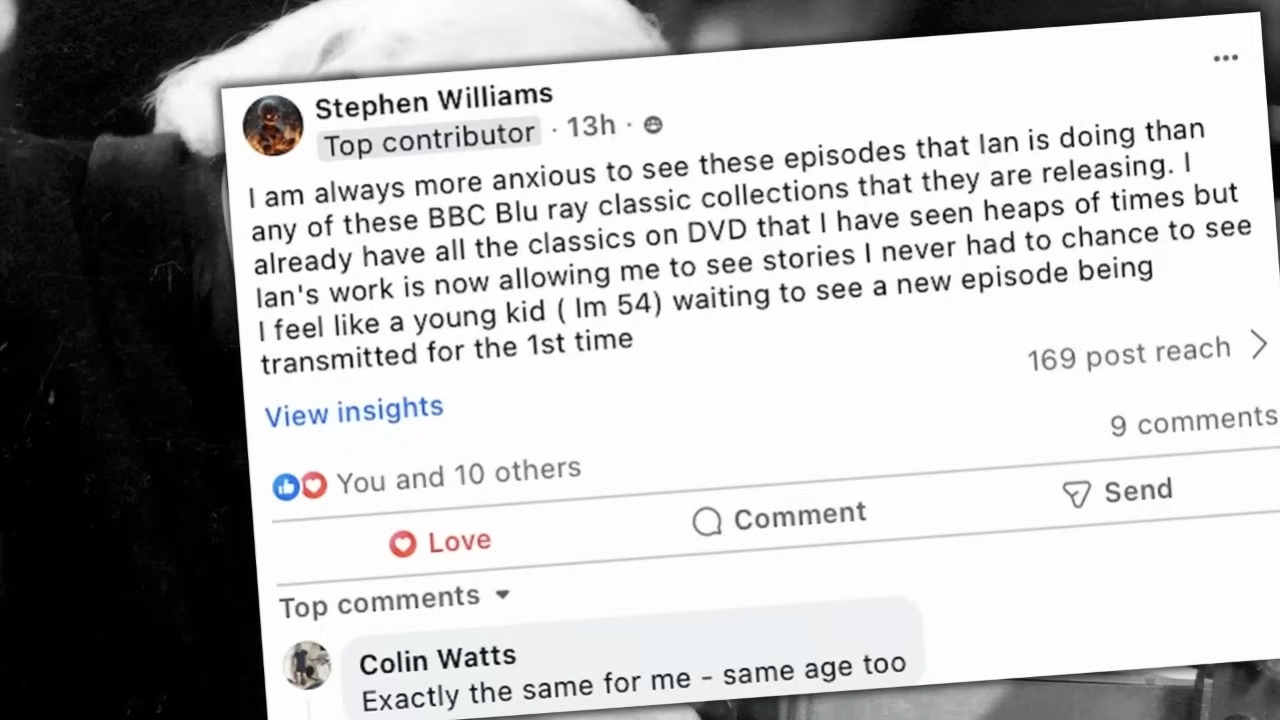 Stephen Williams
Top contributor · 13h ·
I am always more anxious to see these episodes that Ian is doing than
any of these BBC Blu ray classic collections that they are releasing. I
already have all the classics on DVD that I have seen heaps of times but
Ian's work is now allowing me to see stories I never had to chance to see
I feel like a young kid ( Im 54) waiting to see a new episode being
transmitted for the 1st time
169 post reach
View insights
9 comments
You and 10 others
Love
Comment
Send
Top comments
Colin Watts
Exactly the same for me - same age too